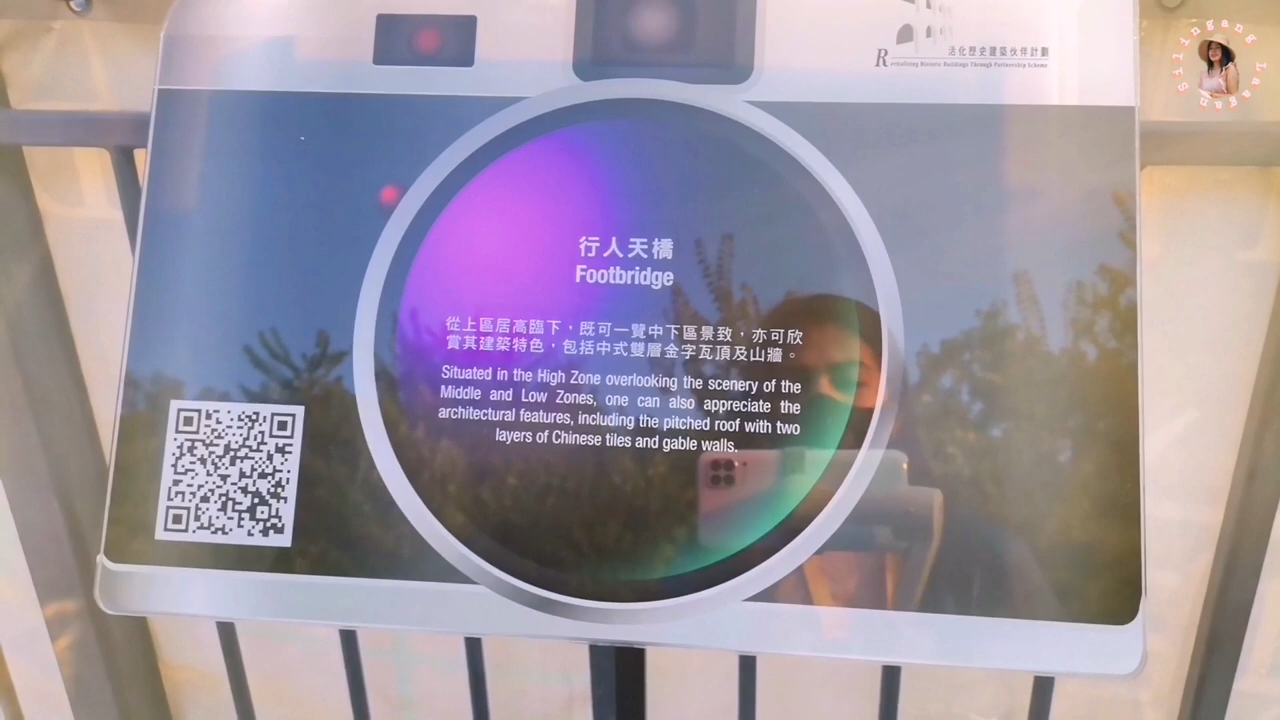 活化歷史建築伙伴計劃
Revitalising Historic Buildings Through Partnership Scheme
Siliingang laagan
行人天橋
Footbridge
從上區居高臨下，既可一覽中下區景致，亦可欣
賞其建築特色，包括中式雙層金字瓦頂及山牆。
Situated in the High Zone overlooking the scenery of the
Middle and Low Zones, one can also appreciate the
architectural features, including the pitched roof with two
layers of Chinese tiles and gable walls.